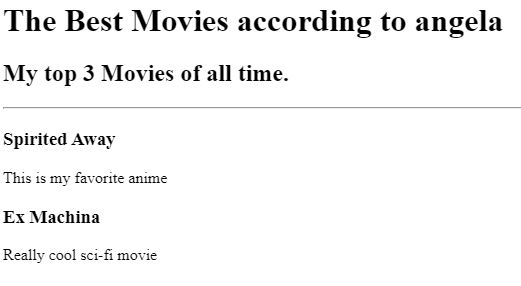 The Best Movies according to angela
My top 3 Movies of all time.
Spirited Away
This is my favorite anime
Ex Machina
Really cool sci-fi movie